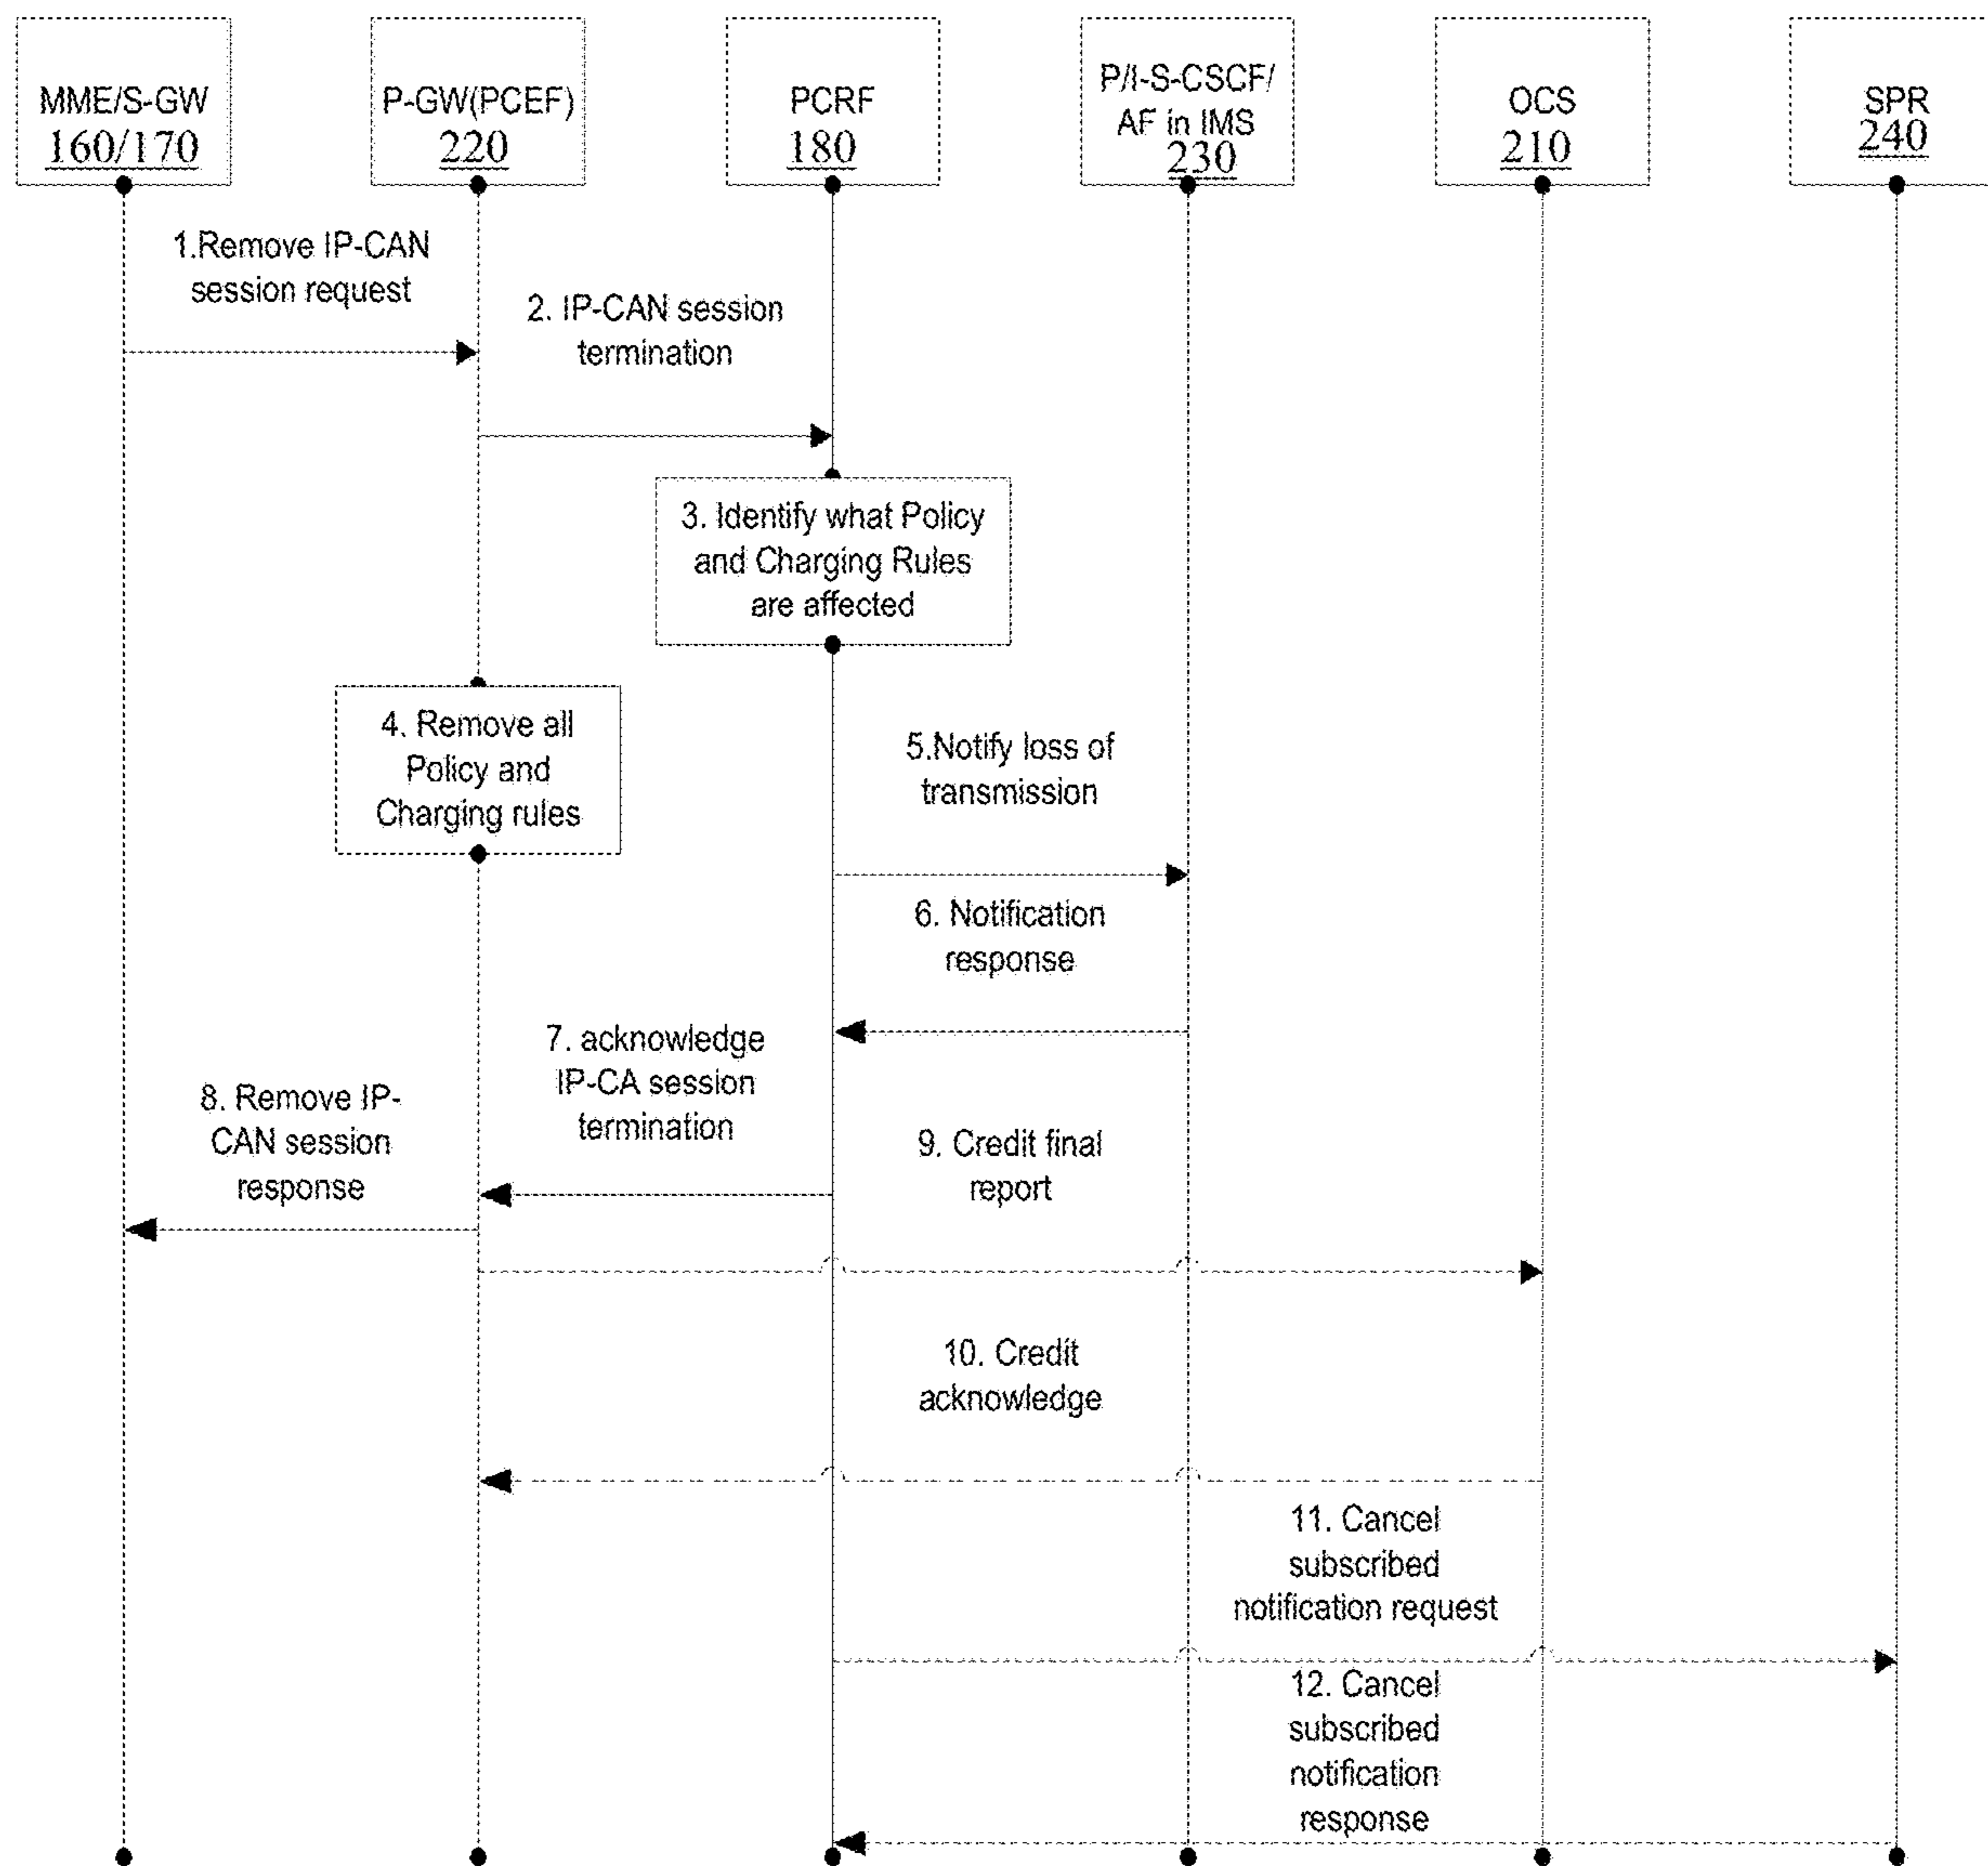 MME/S-GW
160/170
P-GW(PCEF)
220
PCRF
180
P/I-S-CSCF/
AF in IMS
230
OCS
210
SPR
240
1.Remove IP-CAN
session request
2. IP-CAN session
termination
3. Identify what Policy
and Charging Rules
are affected
4. Remove all
Policy and
Charging rules
5.Notify loss of
transmission
6. Notification
response
7. acknowledge
IP-CA session
termination
8. Remove IP-
CAN session
response
9. Credit final
report
10. Credit
acknowledge
11. Cancel
subscribed
notification request
12. Cancel
subscribed
notification
response